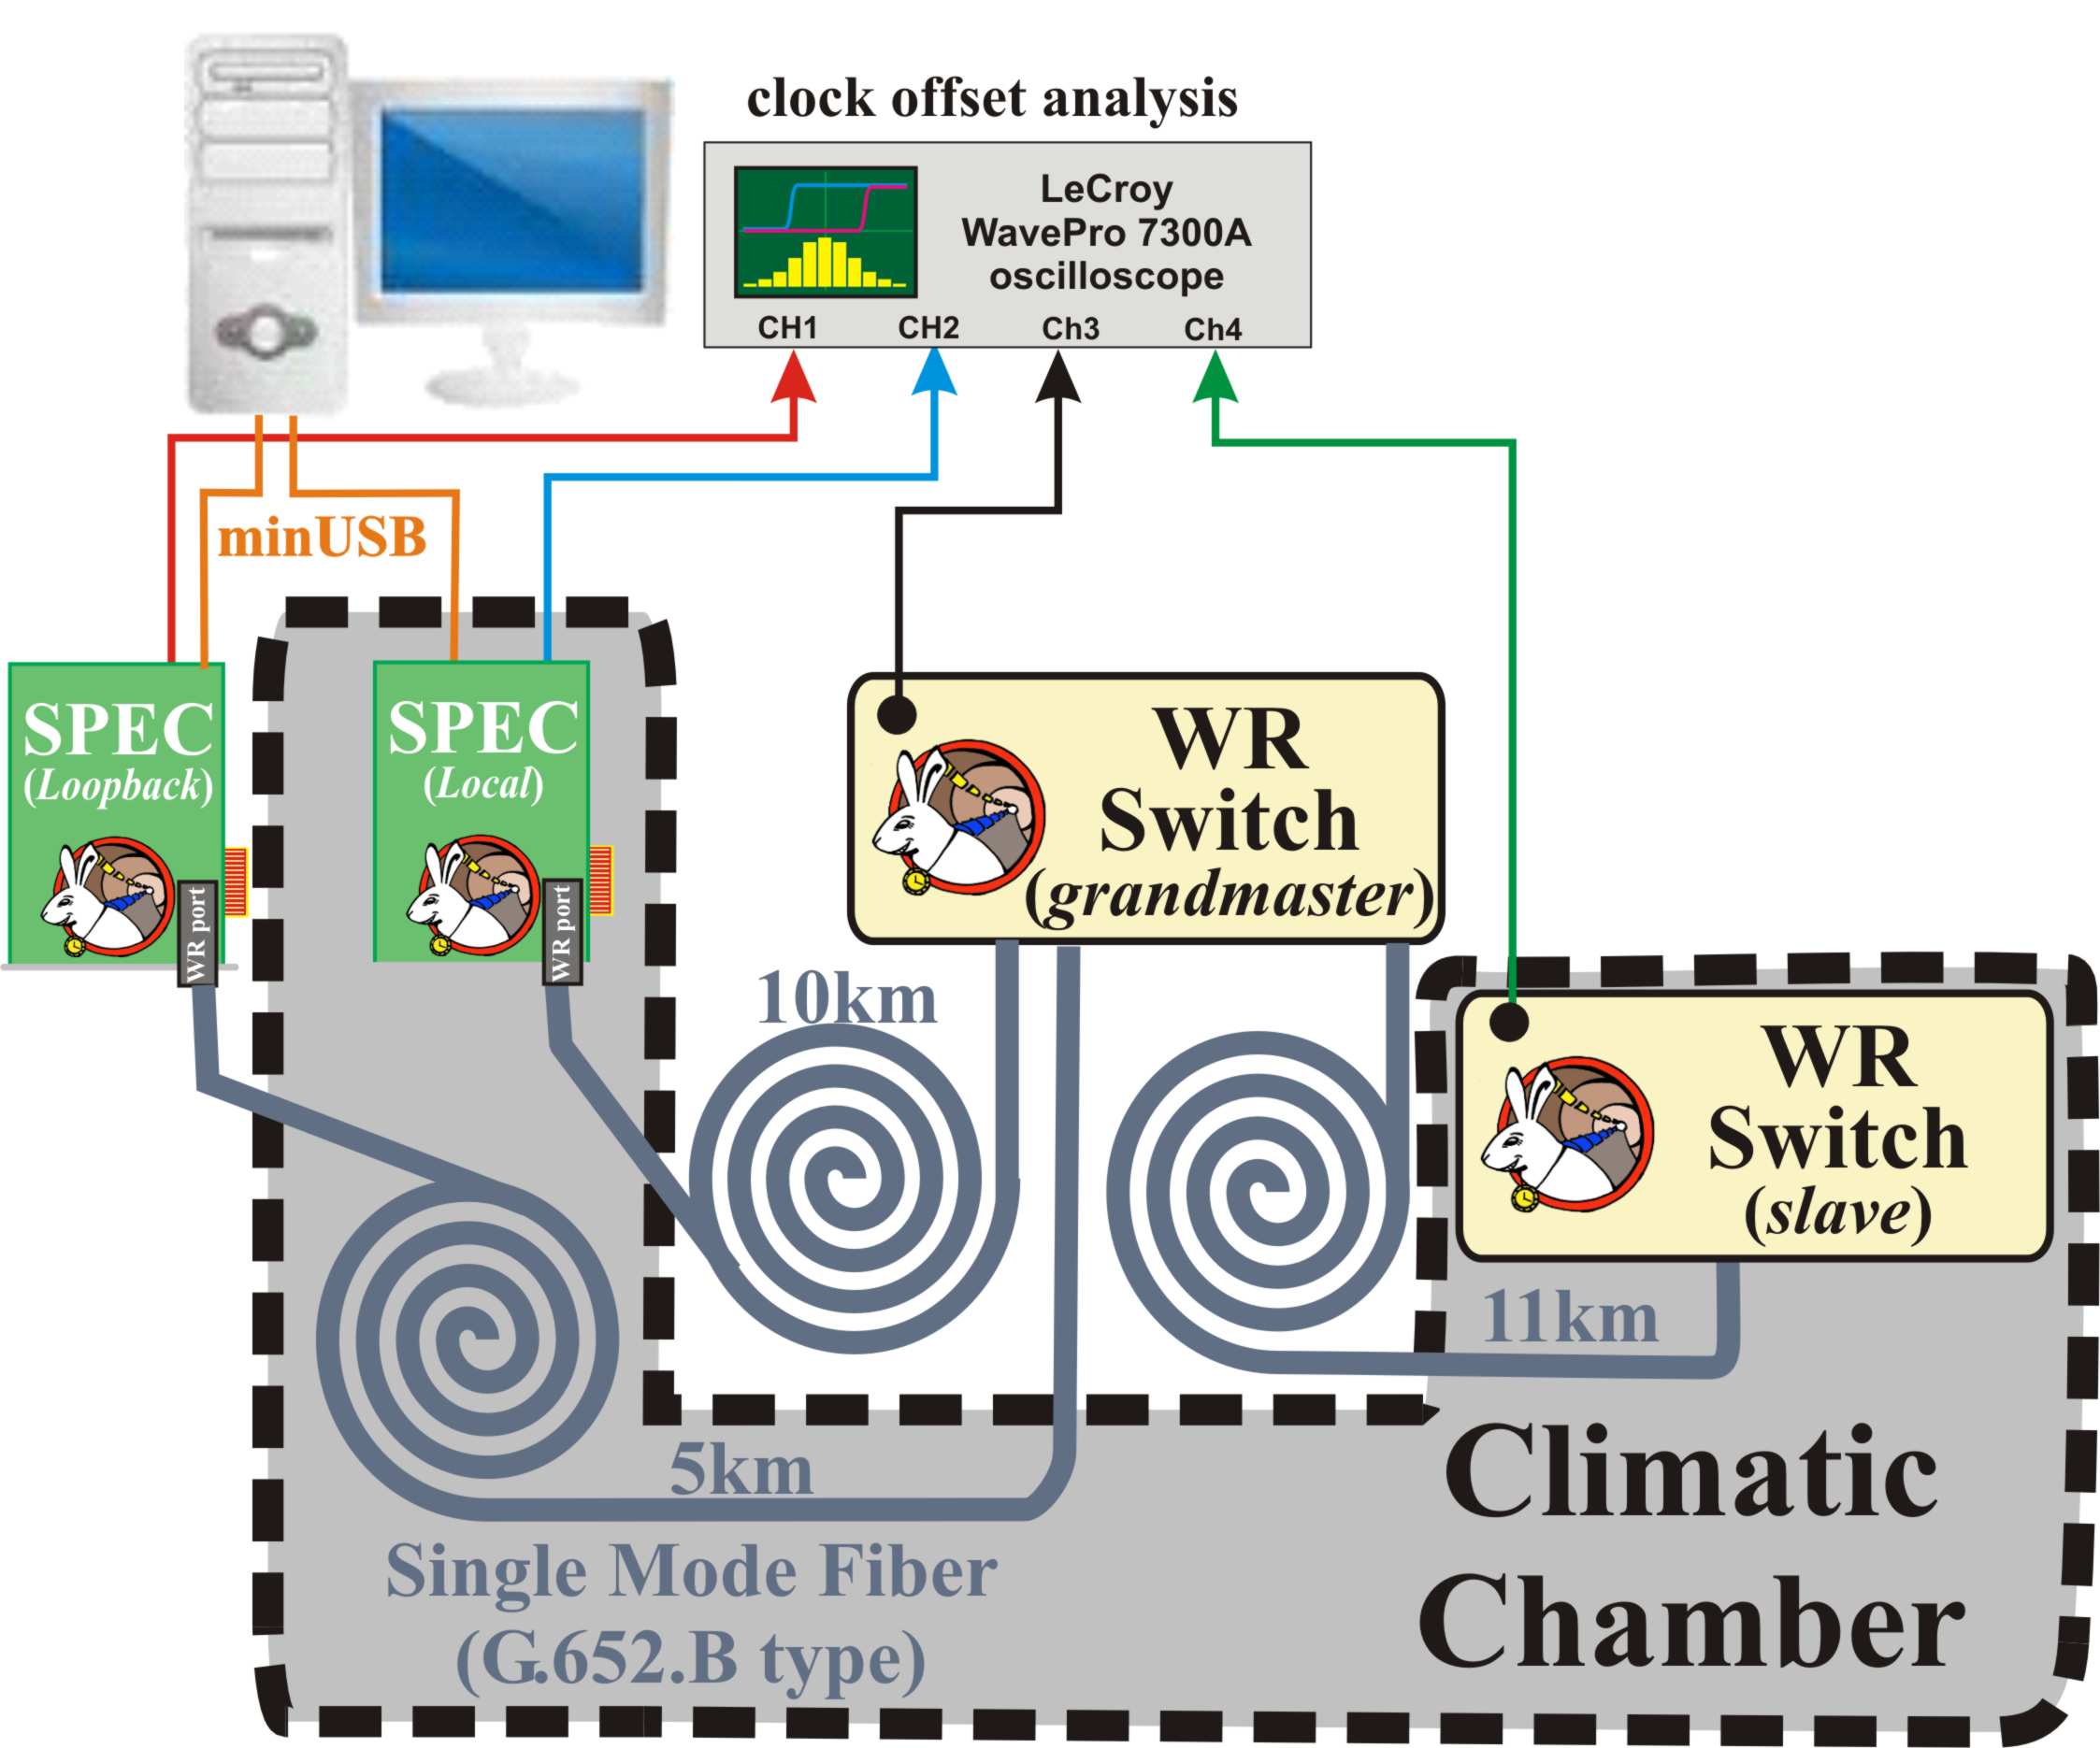 clock offset analysis
LeCroy
WavePro 7300A
oscilloscope
CH1 CH2 Ch3 Ch4
minUSB
SPEC
(Loopback)
WR port
SPEC
(Local)
WR port
WR
Switch
(grandmaster)
10km
WR
Switch
(slave)
11km
5km
Single Mode Fiber
(G.652.B type)
Climatic
Chamber